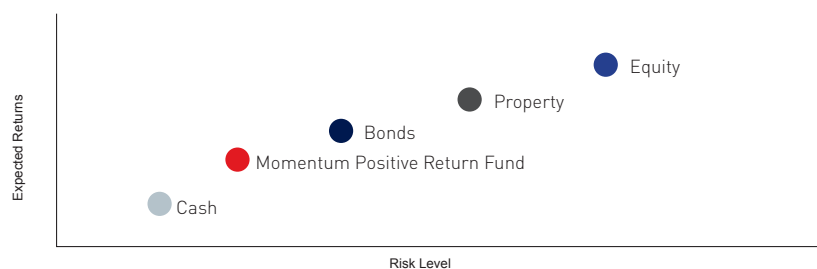 Equity
Property
Bonds
Momentum Positive Return Fund
Cash
Expected Returns
Risk Level